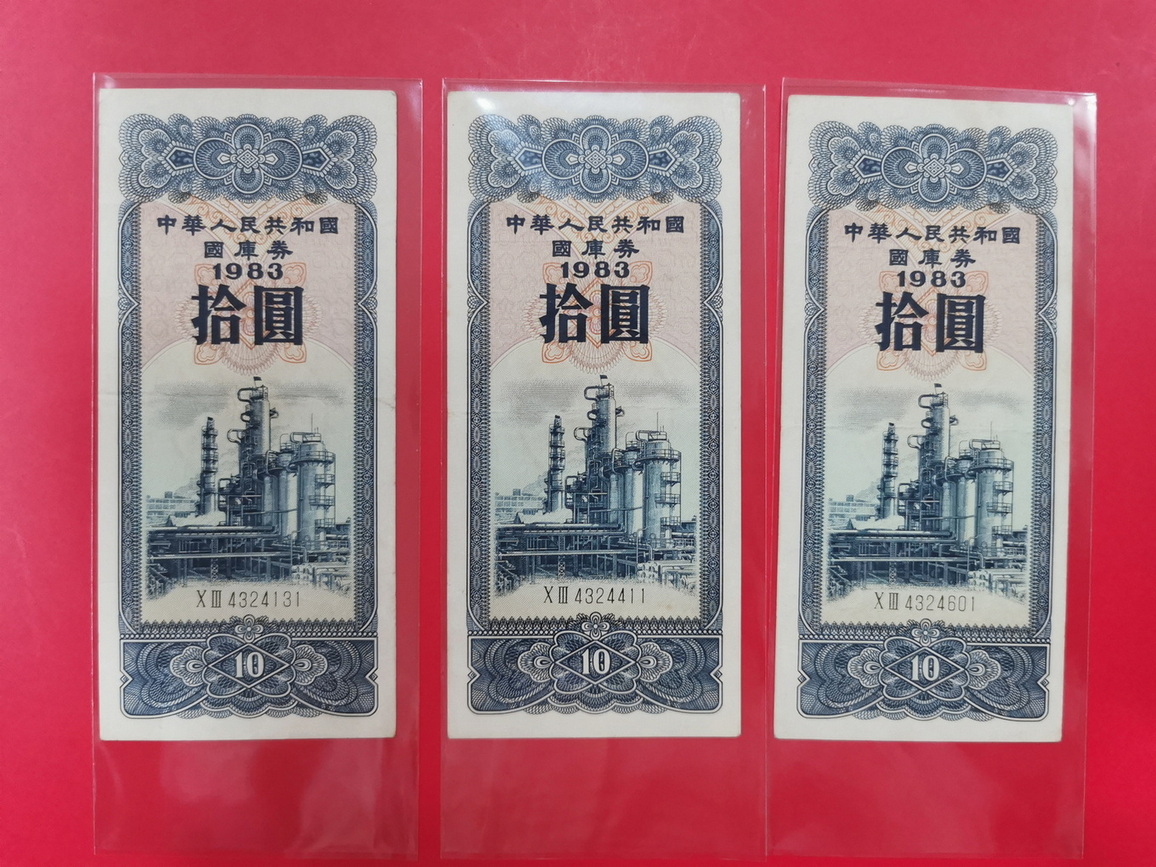 中華人民共和國
國庫券
1983
拾圓
XIII 4324131
10
中華人民共和國
國庫券
1983
拾圓
XIII 4324411
10
中華人民共和國
國庫券
1983
拾圓
XIII 4324601
10